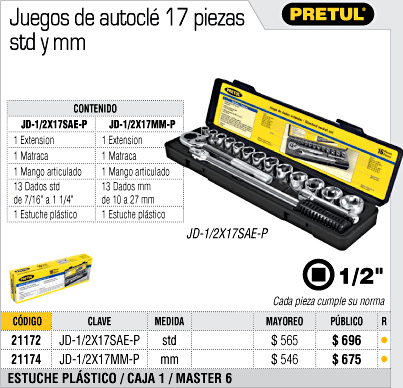 Juegos de autoclé 17 piezas
std y mm
PRETUL®
CONTENIDO
JD-1/2X17SAE-P JD-1/2X17MM-P
1 Extension 1 Extension
1 Matraca 1 Matraca
1 Mango articulado 1 Mango articulado
13 Dados std 13 Dados mm
de 7/16" a 1 1/4" de 10 a 27 mm
1 Estuche plástico 1 Estuche plástico
PRETUL
JD-1/2X17SAE-P
PRETUL
1/2"
Cada pieza cumple su norma
CÓDIGO CLAVE MEDIDA MAYOREO PÚBLICO R
21172 JD-1/2X17SAE-P std $ 565 $ 696
21174 JD-1/2X17MM-P mm $ 546 $ 675
ESTUCHE PLÁSTICO / CAJA 1 / MASTER 6